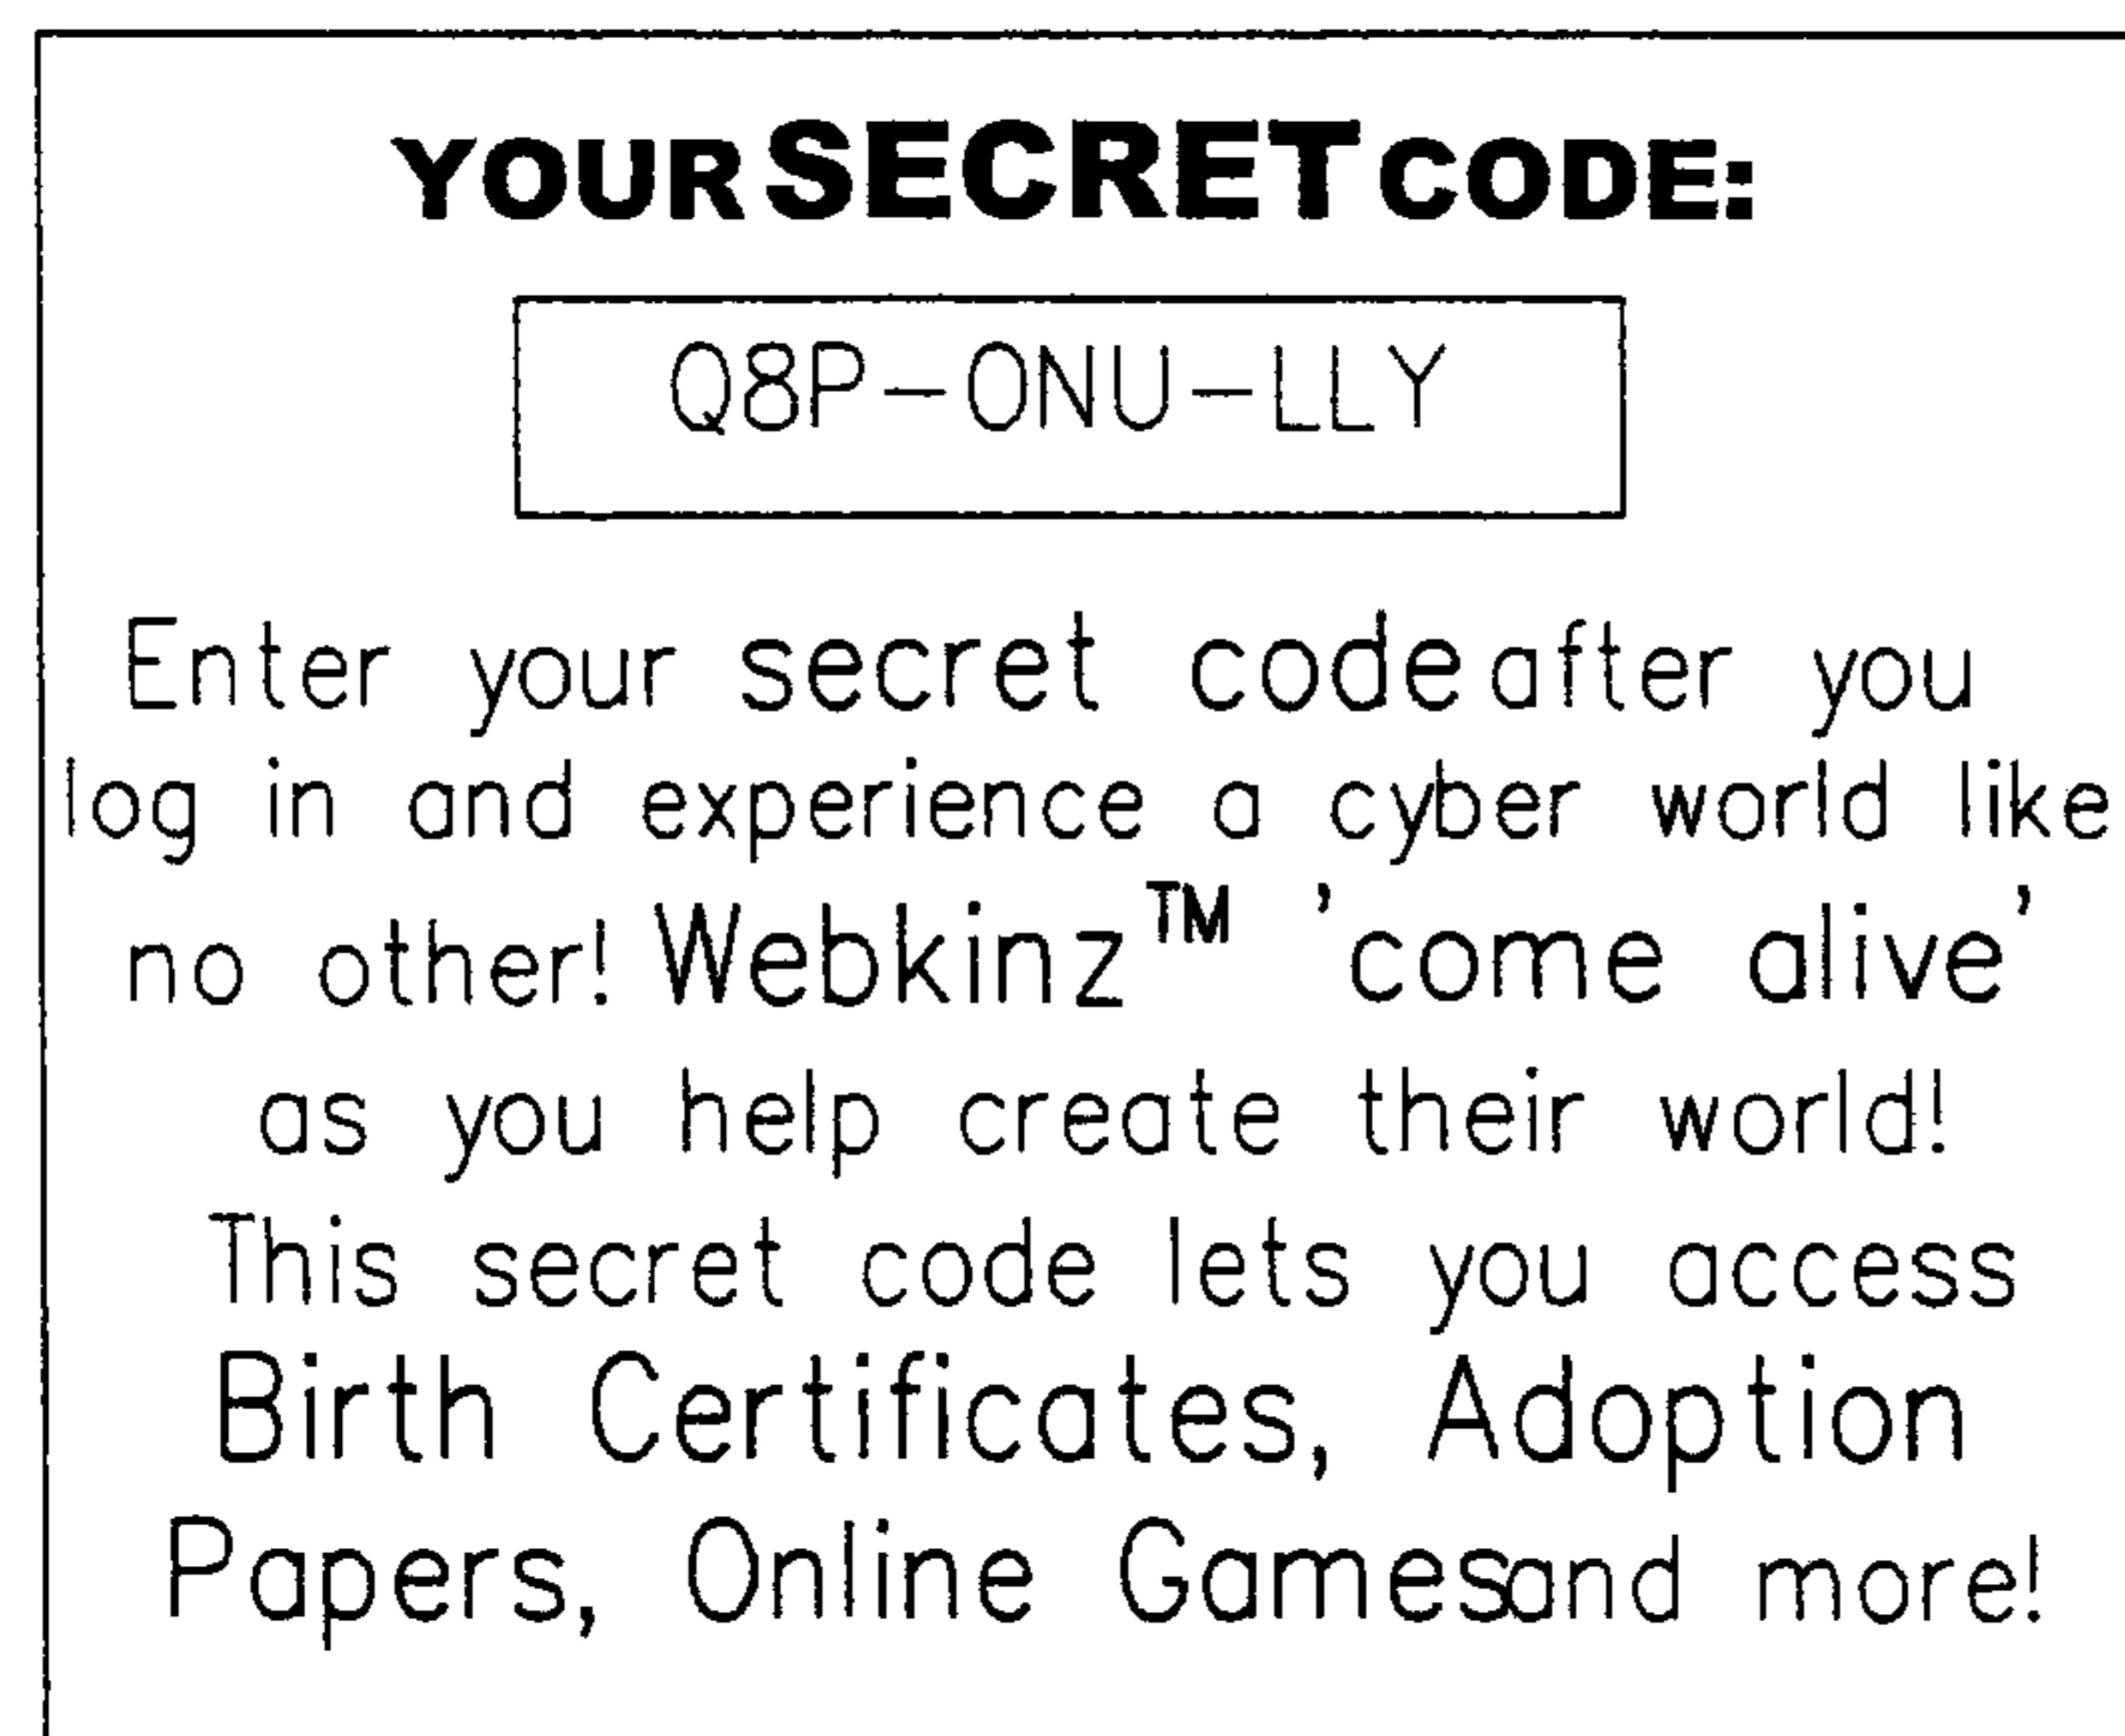 YOUR SECRET CODE:
Q8P-ONU-LLY
Enter your secret code after you
log in and experience a cyber world like
no other! Webkinz™ 'come alive'
as you help create their world!
This secret code lets you access
Birth Certificates, Adoption
Papers, Online Games and more!